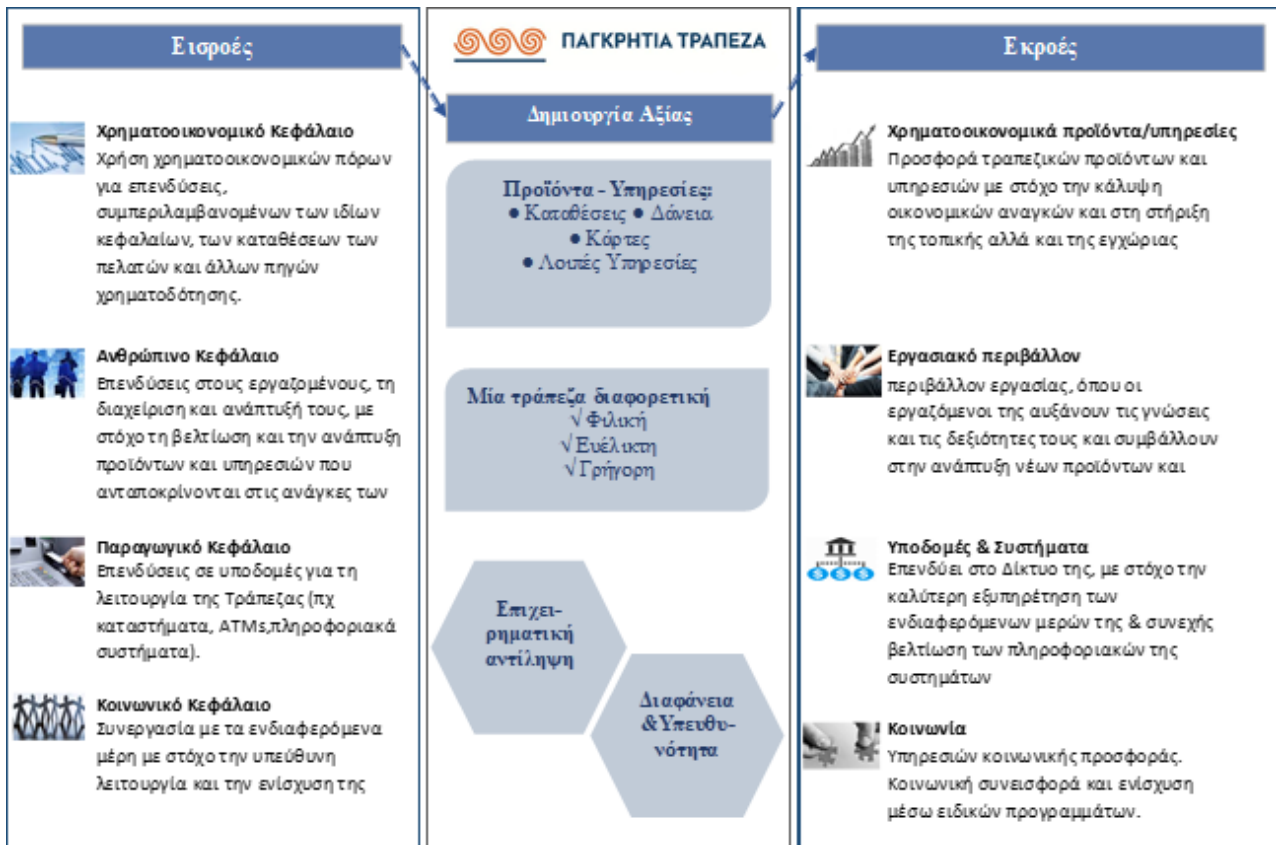 Εισροές
Χρηματοοικονομικό Κεφάλαιο
Χρήση χρηματοοικονομικών πόρων
για επενδύσεις,
συμπεριλαμβανομένων των ιδίων
κεφαλαίων, των καταθέσεων των
πελατών και άλλων πηγών
χρηματοδότησης.
Ανθρώπινο Κεφάλαιο
Επενδύσεις στους εργαζομένους, τη
διαχείριση και ανάπτυξή τους, με
στόχο τη βελτίωση και την ανάπτυξη
προϊόντων και υπηρεσιών που
ανταποκρίνονται στις ανάγκες των
Παραγωγικό Κεφάλαιο
Επενδύσεις σε υποδομές για τη
λειτουργία της Τράπεζας (πχ
καταστήματα, ATMs,πληροφοριακά
συστήματα).
Κοινωνικό Κεφάλαιο
Συνεργασία με τα ενδιαφερόμενα
μέρη με στόχο την υπεύθυνη
λειτουργία και την ενίσχυση της
ΠΑΓΚΡΗΤΙΑ ΤΡΑΠΕΖΑ
Δημιουργία Αξίας
Προϊόντα - Υπηρεσίες:
● Καταθέσεις ● Δάνεια
● Κάρτες
● Λοιπές Υπηρεσίες
Μία τράπεζα διαφορετική
√ Φιλική
√ Ευέλικτη
√ Γρήγορη
Επιχει-
ρηματική
αντίληψη
Διαφάνεια
&Υπευθυ-
νότητα
Εκροές
Χρηματοοικονομικά προϊόντα/υπηρεσίες
Προσφορά τραπεζικών προϊόντων και
υπηρεσιών με στόχο την κάλυψη
οικονομικών αναγκών και στη στήριξη
της τοπικής αλλά και της εγχώριας
Εργασιακό περιβάλλον
περιβάλλον εργασίας, όπου οι
εργαζόμενοι της αυξάνουν τις γνώσεις
και τις δεξιότητες τους και συμβάλλουν
στην ανάπτυξη νέων προϊόντων και
Υποδομές & Συστήματα
Επενδύει στο Δίκτυο της, με στόχο την
καλύτερη εξυπηρέτηση των
ενδιαφερόμενων μερών της & συνεχής
βελτίωση των πληροφοριακών της
συστημάτων
Κοινωνία
Υπηρεσιών κοινωνικής προσφοράς.
Κοινωνική συνεισφορά και ενίσχυση
μέσω ειδικών προγραμμάτων.